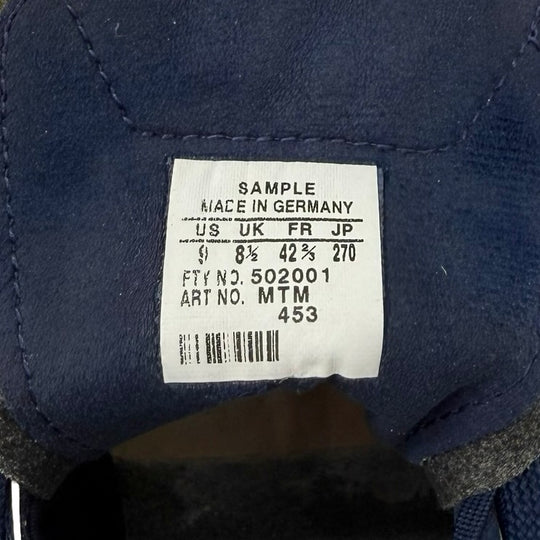 SAMPLE
MADE IN GERMANY
US UK FR JP
9 8½ 42⅔ 270
FTY NO. 502001
ART NO. MTM
453